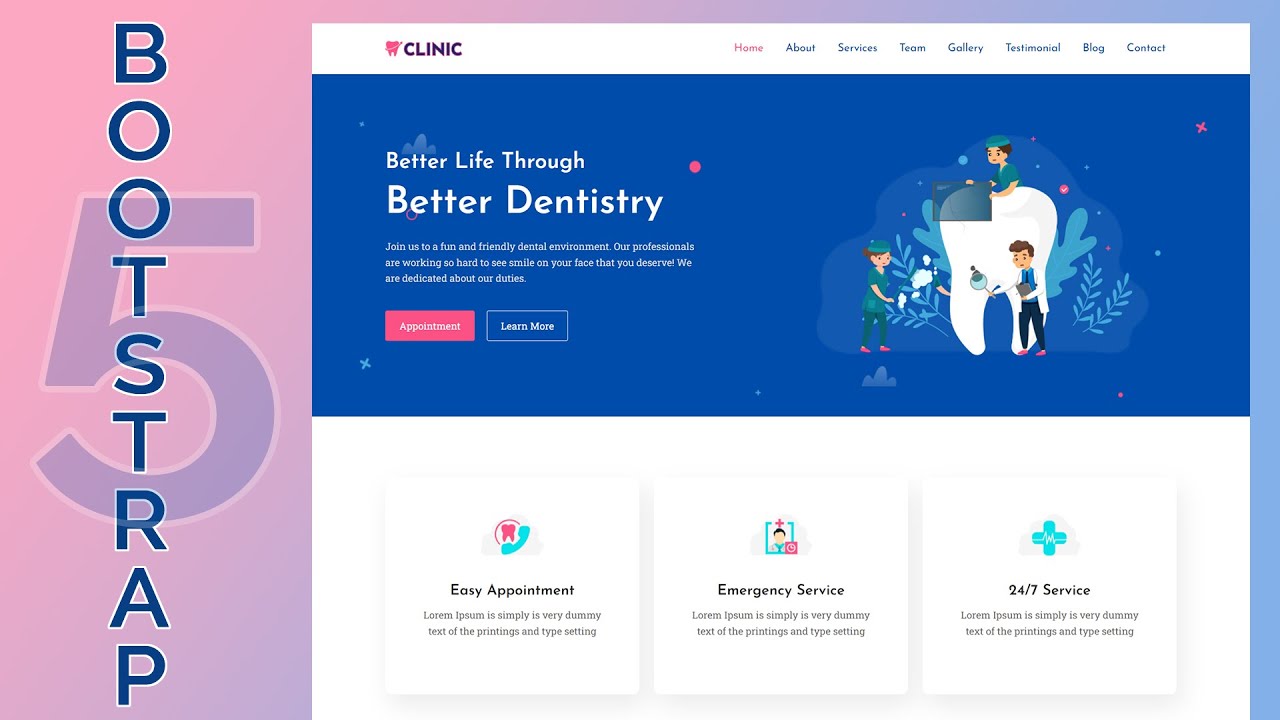 BOOTSTRAP
5
CLINIC
Home About Services Team Gallery Testimonial Blog Contact
Better Life Through
Better Dentistry
Join us to a fun and friendly dental environment. Our professionals
are working so hard to see smile on your face that you deserve! We
are dedicated about our duties.
Appointment Learn More
Easy Appointment
Lorem Ipsum is simply is very dummy
text of the printings and type setting
Emergency Service
Lorem Ipsum is simply is very dummy
text of the printings and type setting
24/7 Service
Lorem Ipsum is simply is very dummy
text of the printings and type setting